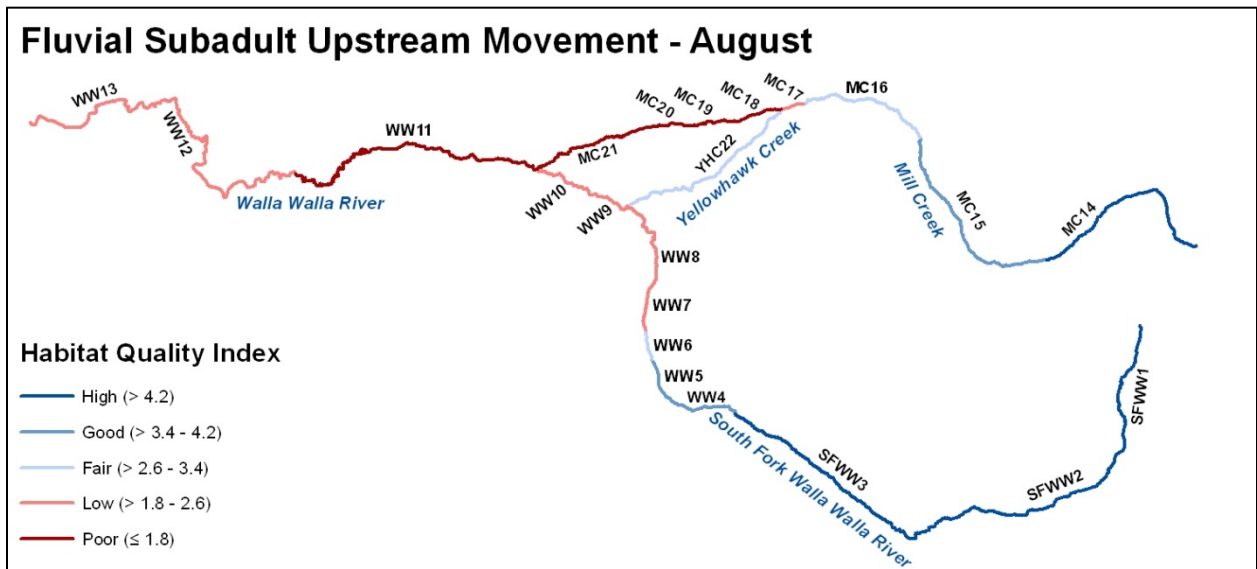 Fluvial Subadult Upstream Movement - August
WW13
WW12
Walla Walla River
WW11
MC21
MC20
MC19
MC18
MC17
MC16
YHC22
Yellowhawk Creek
Mill Creek
MC15
MC14
WW10
WW9
WW8
WW7
WW6
WW5
WW4
South Fork Walla Walla River
SFWW3
SFWW2
SFWW1
Habitat Quality Index
High (> 4.2)
Good (> 3.4 - 4.2)
Fair (> 2.6 - 3.4)
Low (> 1.8 - 2.6)
Poor (≤ 1.8)